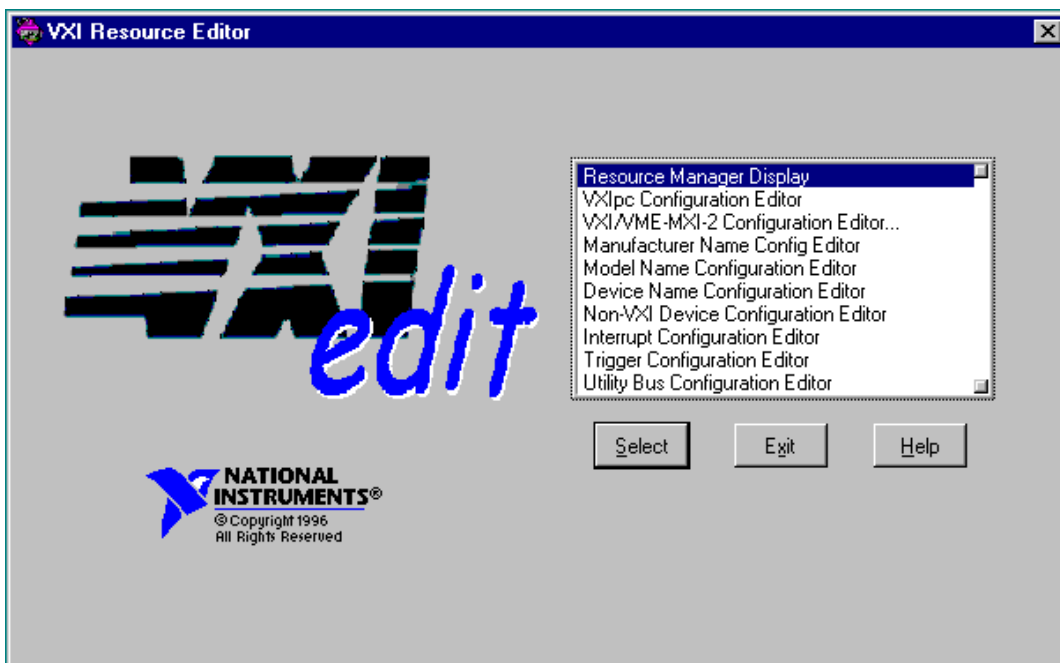 VXI Resource Editor
VXI
edit
Resource Manager Display
VXIpc Configuration Editor
VXI/VME-MXI-2 Configuration Editor...
Manufacturer Name Config Editor
Model Name Configuration Editor
Device Name Configuration Editor
Non-VXI Device Configuration Editor
Interrupt Configuration Editor
Trigger Configuration Editor
Utility Bus Configuration Editor
Select Exit Help
NATIONAL
INSTRUMENTS®
© Copyright 1996
All Rights Reserved